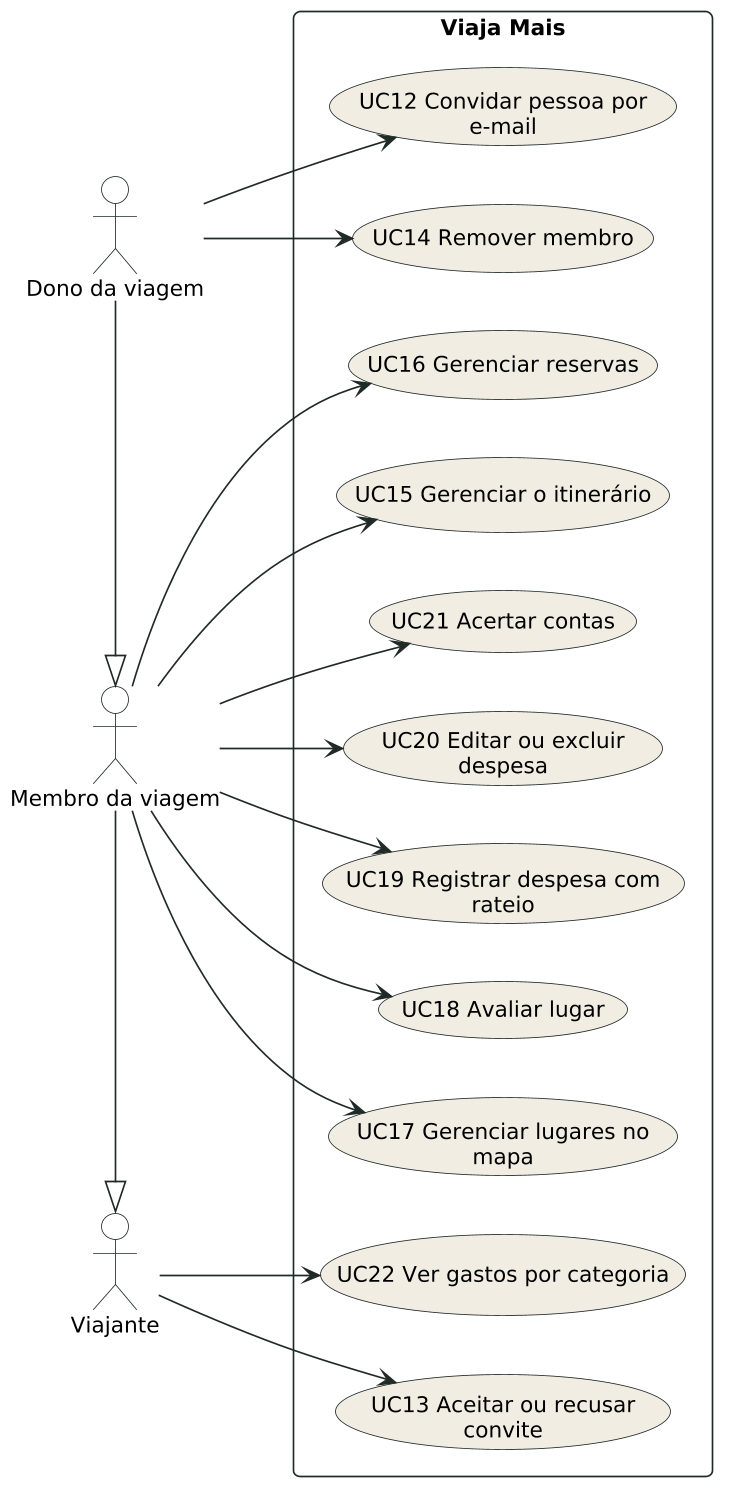 Viaja Mais
UC12 Convidar pessoa por
e-mail
UC14 Remover membro
Dono da viagem
UC16 Gerenciar reservas
UC15 Gerenciar o itinerário
UC21 Acertar contas
UC20 Editar ou excluir
despesa
Membro da viagem
UC19 Registrar despesa com
rateio
UC18 Avaliar lugar
UC17 Gerenciar lugares no
mapa
UC22 Ver gastos por categoria
Viajante
UC13 Aceitar ou recusar
convite